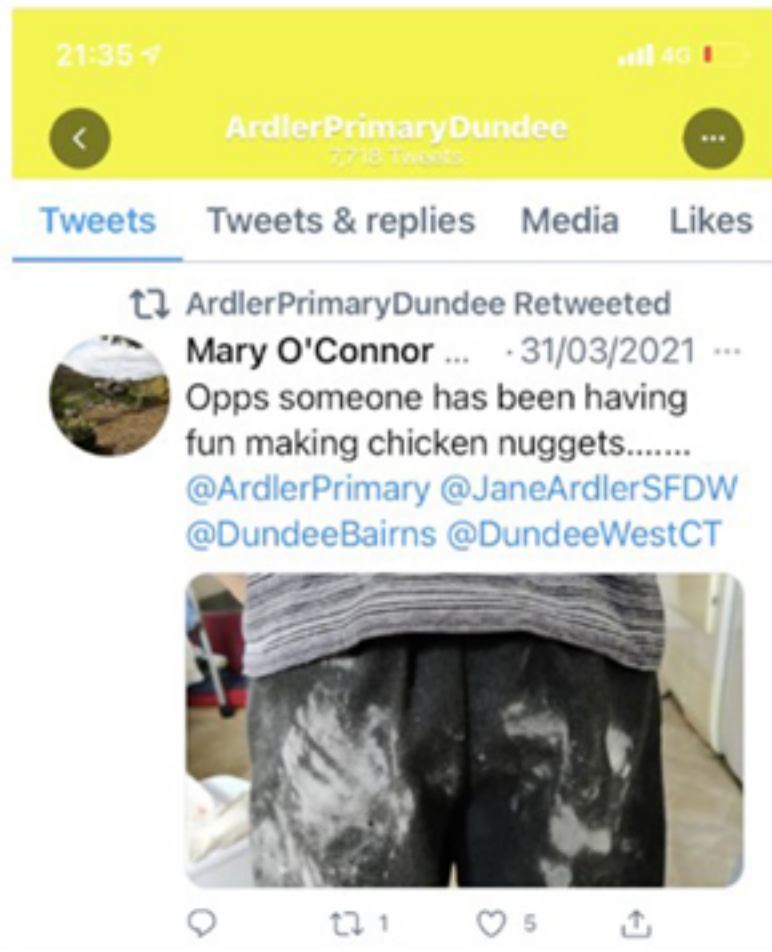 21:35
4G
ArdlerPrimaryDundee
7,718 Tweets
Tweets Tweets & replies Media Likes
ArdlerPrimaryDundee Retweeted
Mary O'Connor ... · 31/03/2021 ...
Opps someone has been having
fun making chicken nuggets.......
@ArdlerPrimary @JaneArdlerSFDW
@DundeeBairns @DundeeWestCT
1 5